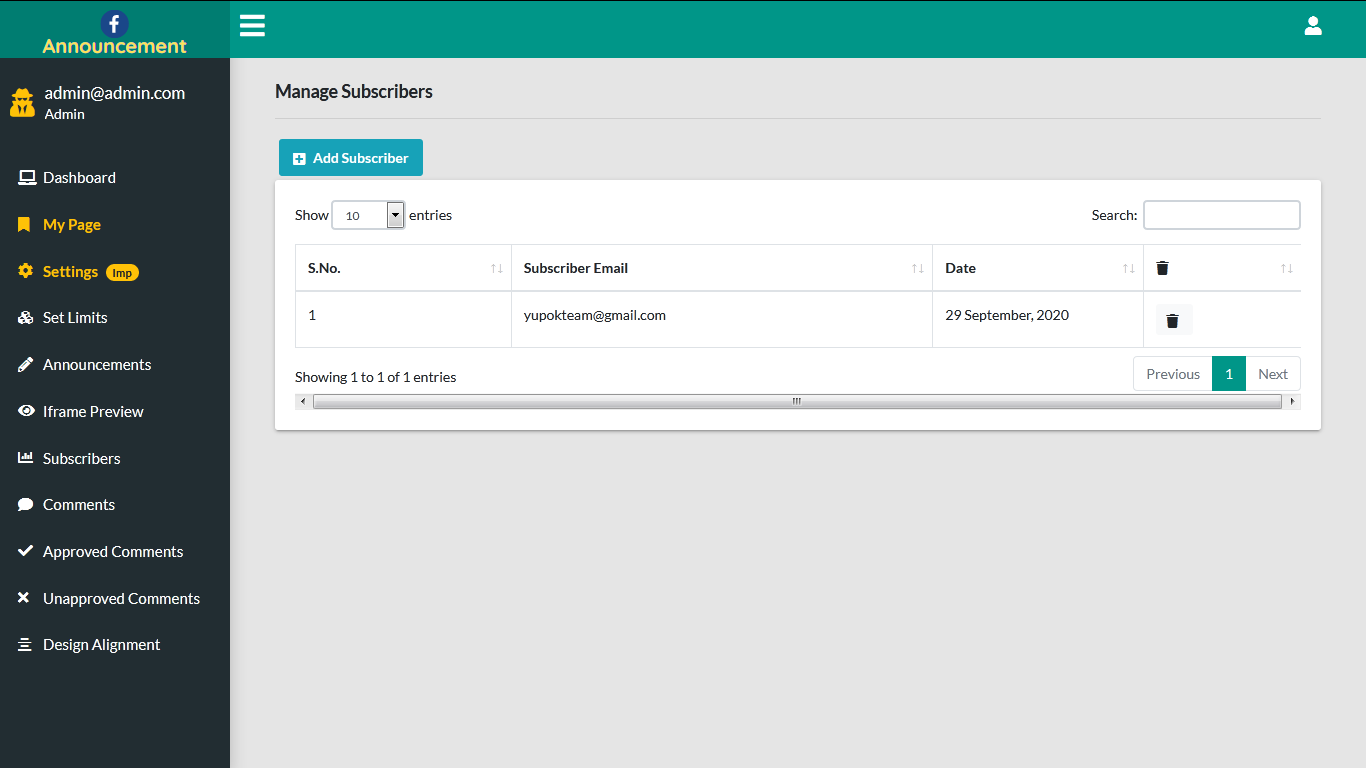 Announcement
admin@admin.com
Admin
Dashboard
My Page
Settings Imp
Set Limits
Announcements
Iframe Preview
Subscribers
Comments
Approved Comments
Unapproved Comments
Design Alignment
Manage Subscribers
Add Subscriber
Show 10 entries Search:
S.No. Subscriber Email Date
1 yupokteam@gmail.com 29 September, 2020
Showing 1 to 1 of 1 entries
Previous 1 Next